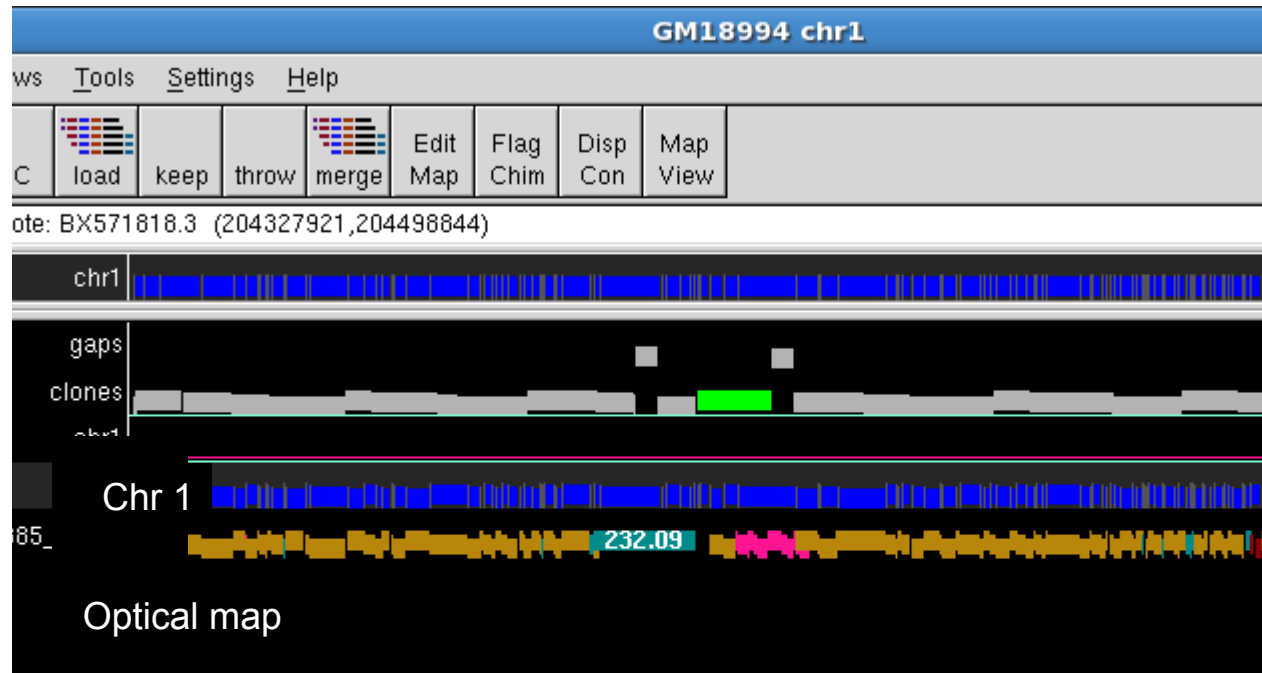 GM18994 chr1
ws Tools Settings Help
C load keep throw merge Edit Map Flag Chim Disp Con Map View
ote: BX571818.3 (204327921,204498844)
chr1
gaps
clones
chr1
Chr 1
385_
232.09
Optical map